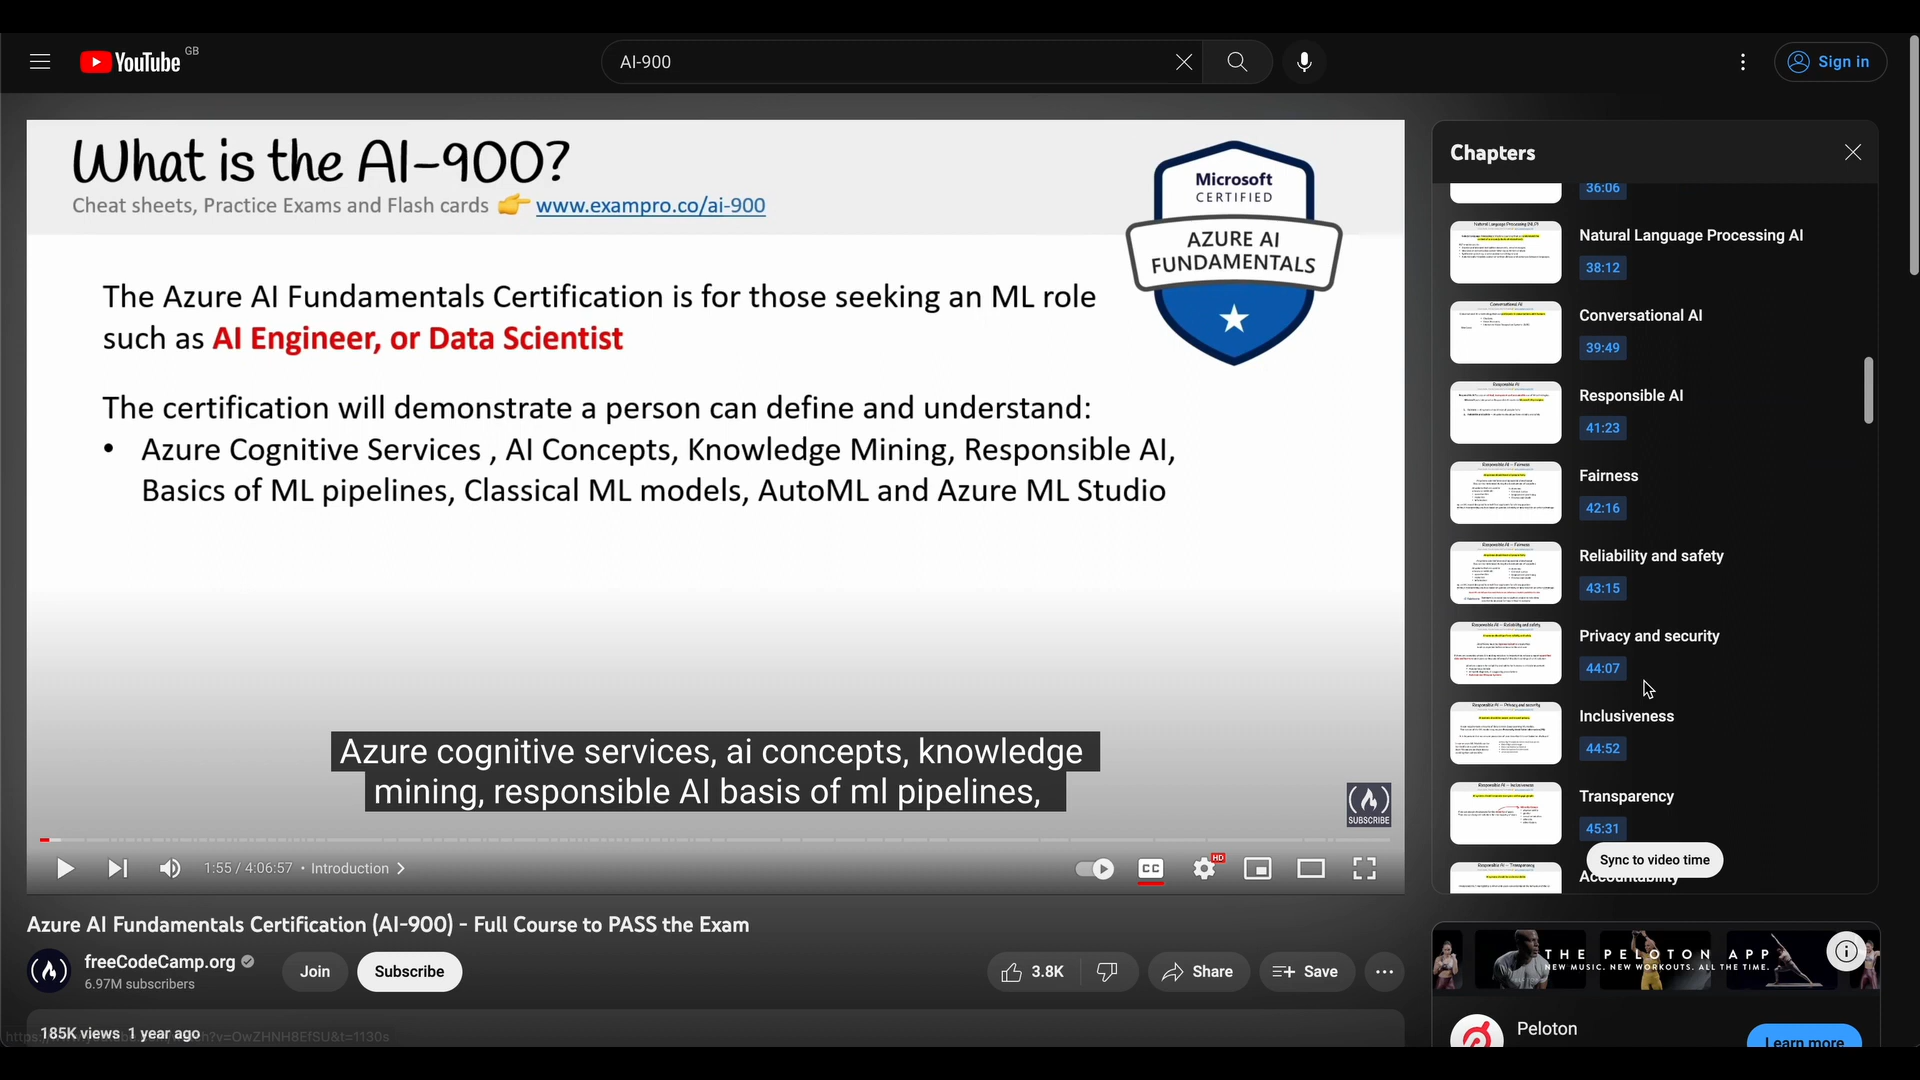 YouTube GB
AI-900
Sign in
What is the AI-900?
Cheat sheets, Practice Exams and Flash cards 👉 www.exampro.co/ai-900
Microsoft
CERTIFIED
AZURE AI
FUNDAMENTALS
The Azure AI Fundamentals Certification is for those seeking an ML role
such as AI Engineer, or Data Scientist
The certification will demonstrate a person can define and understand:
• Azure Cognitive Services , AI Concepts, Knowledge Mining, Responsible AI,
Basics of ML pipelines, Classical ML models, AutoML and Azure ML Studio
Azure cognitive services, ai concepts, knowledge
mining, responsible AI basis of ml pipelines,
SUBSCRIBE
1:55 / 4:06:57 • Introduction
CC
HD
Azure AI Fundamentals Certification (AI-900) - Full Course to PASS the Exam
freeCodeCamp.org
6.97M subscribers
Join
Subscribe
3.8K
Share
Save
185K views 1 year ago
Chapters
36:06
Natural Language Processing AI
38:12
Conversational AI
39:49
Responsible AI
41:23
Fairness
42:16
Reliability and safety
43:15
Privacy and security
44:07
Inclusiveness
44:52
Transparency
45:31
Sync to video time
Accountability
THE PELOTON APP
NEW MUSIC. NEW WORKOUTS. ALL THE TIME.
Peloton
Learn more